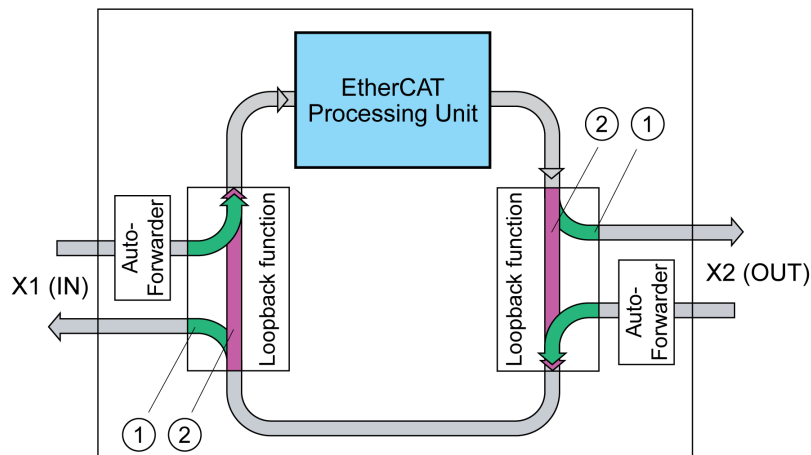 EtherCAT
Processing Unit
2
1
Auto-
Forwarder
Loopback function
X1 (IN)
Loopback function
Auto-
Forwarder
X2 (OUT)
1
2